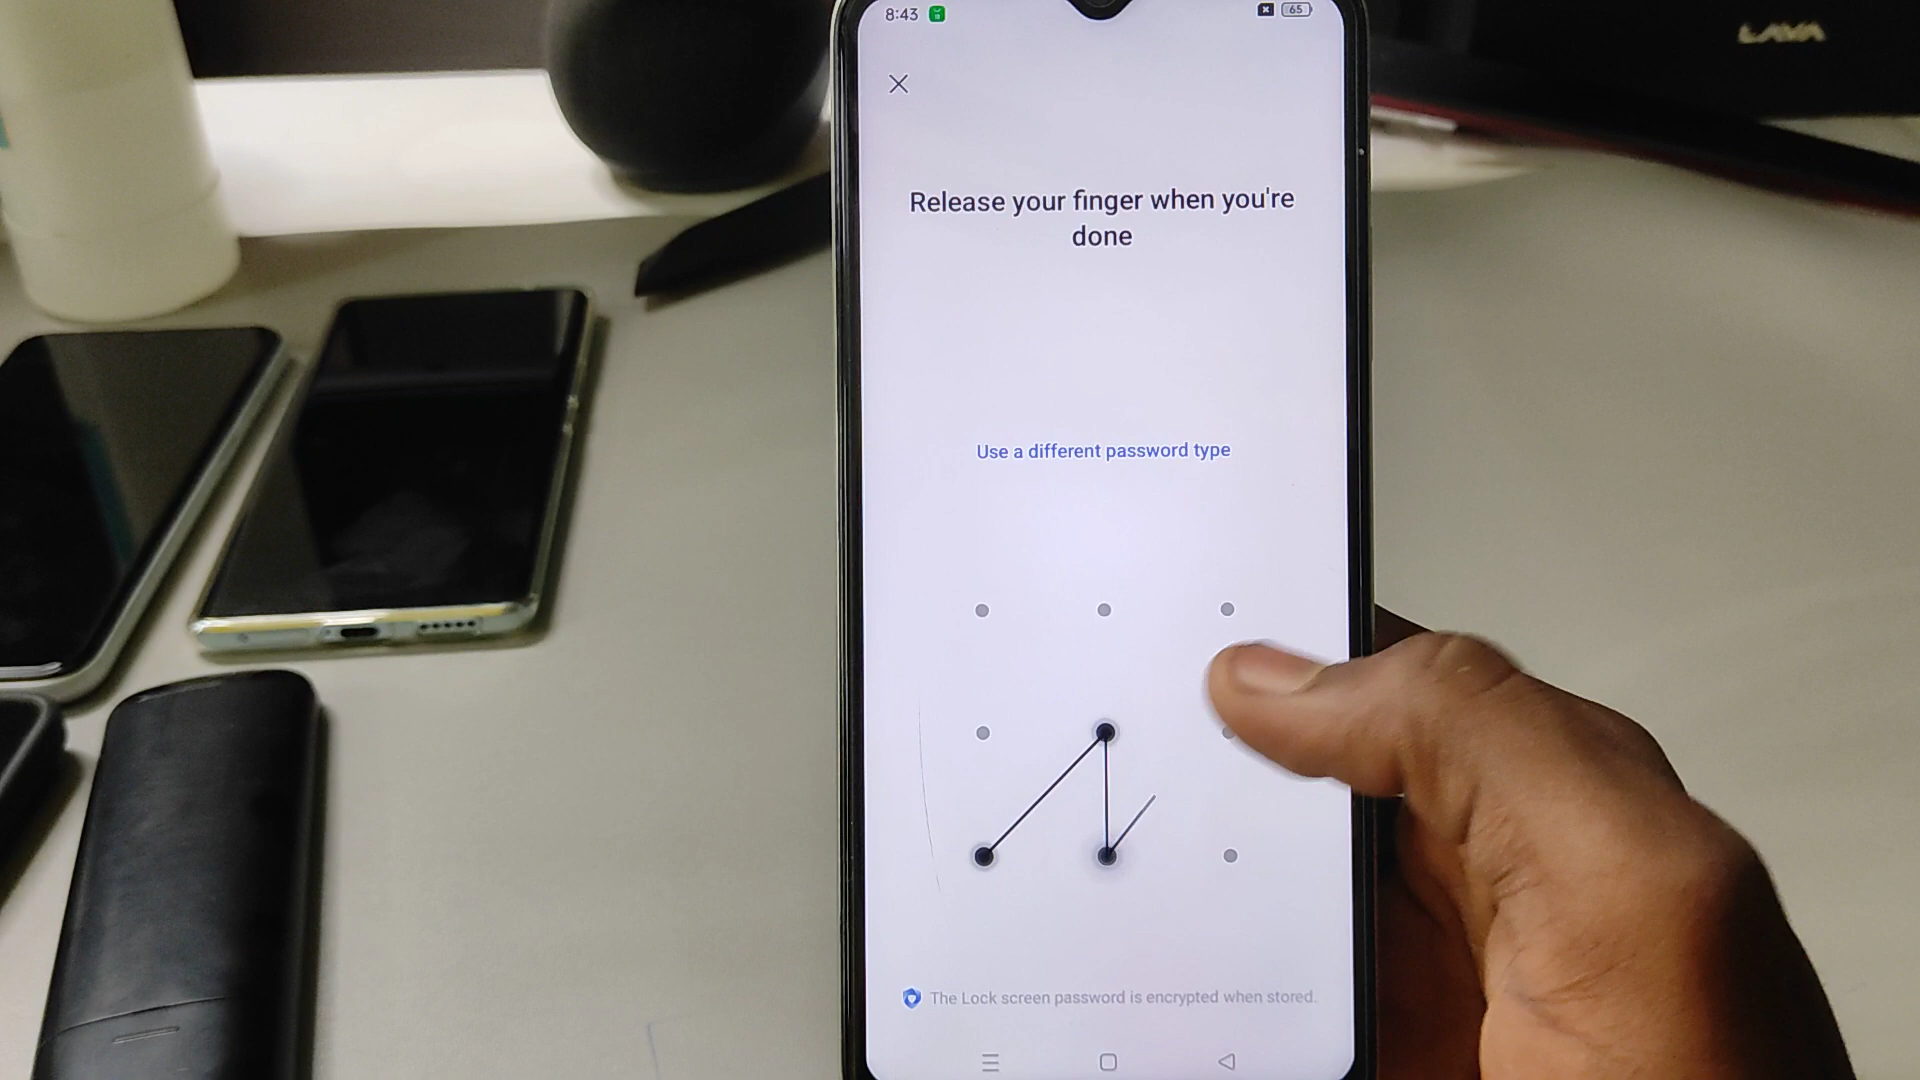 8:43
65
LAVA
Release your finger when you're
done
Use a different password type
The Lock screen password is encrypted when stored.